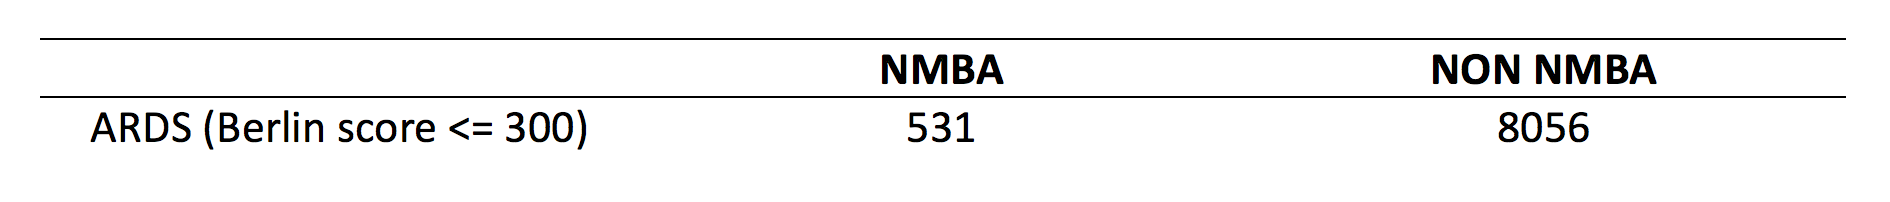 NMBA NON NMBA
ARDS (Berlin score <= 300) 531 8056